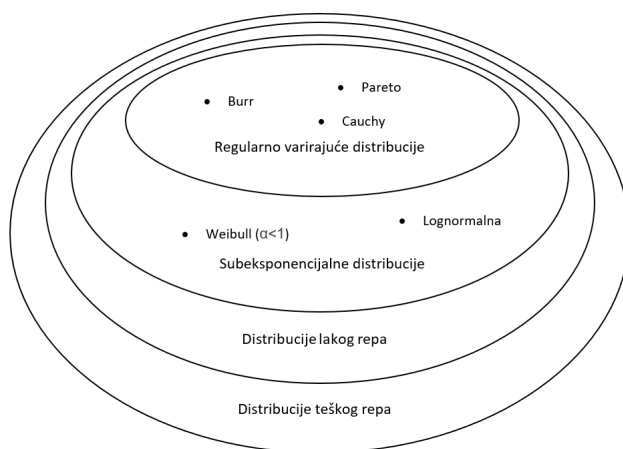 Pareto
Burr
Cauchy
Regularno varirajuće distribucije
Lognormalna
Weibull (α<1)
Subeksponencijalne distribucije
Distribucije lakog repa
Distribucije teškog repa